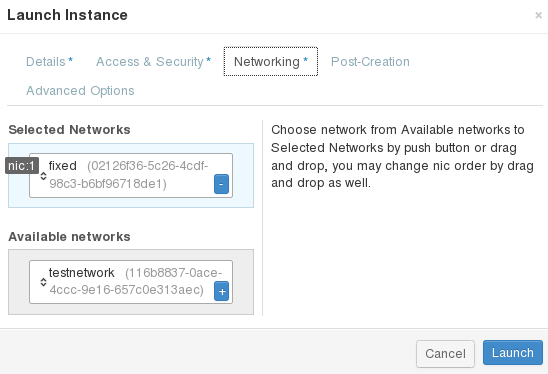 Launch Instance ×
Details * Access & Security * Networking * Post-Creation
Advanced Options
Selected Networks
nic:1 fixed (02126f36-5c26-4cdf-
98c3-b6bf96718de1) -
Available networks
testnetwork (116b8837-0ace-
4ccc-9e16-657c0e313aec) +
Choose network from Available networks to
Selected Networks by push button or drag
and drop, you may change nic order by drag
and drop as well.
Cancel Launch